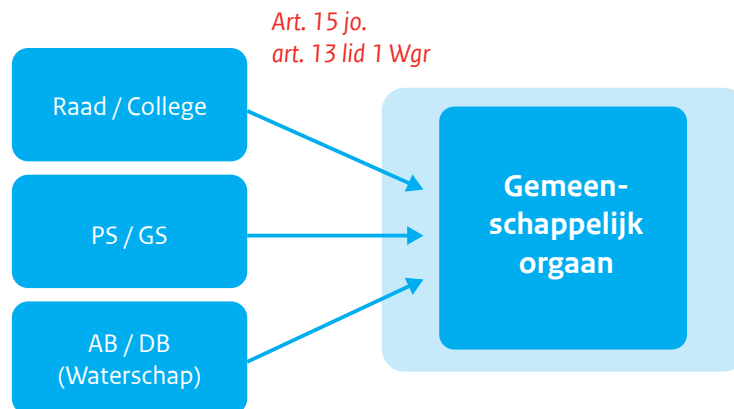 Art. 15 jo.
art. 13 lid 1 Wgr
Raad / College
PS / GS
AB / DB
(Waterschap)
Gemeen-
schappelijk
orgaan